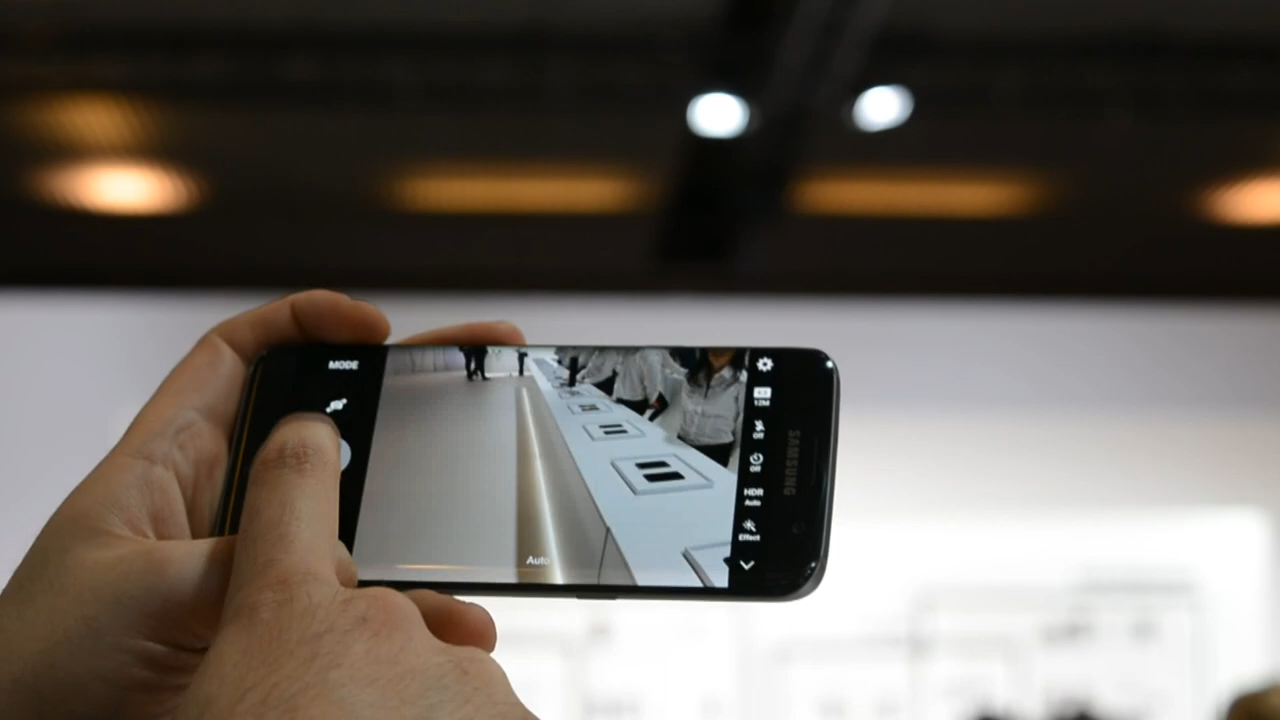 MODE
Auto
12M
Off
Off
HDR
Auto
Effect
SAMSUNG